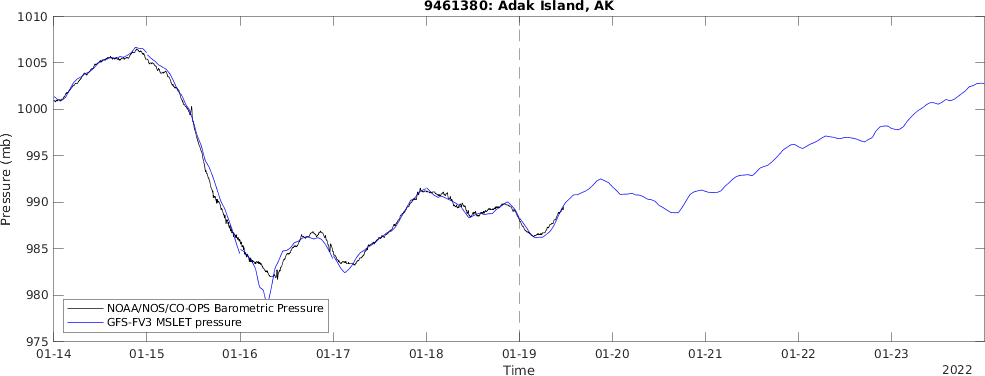 9461380: Adak Island, AK
Pressure (mb)
1010
1005
1000
995
990
985
980
975
NOAA/NOS/CO-OPS Barometric Pressure
GFS-FV3 MSLET pressure
01-14 01-15 01-16 01-17 01-18 01-19 01-20 01-21 01-22 01-23
Time
2022